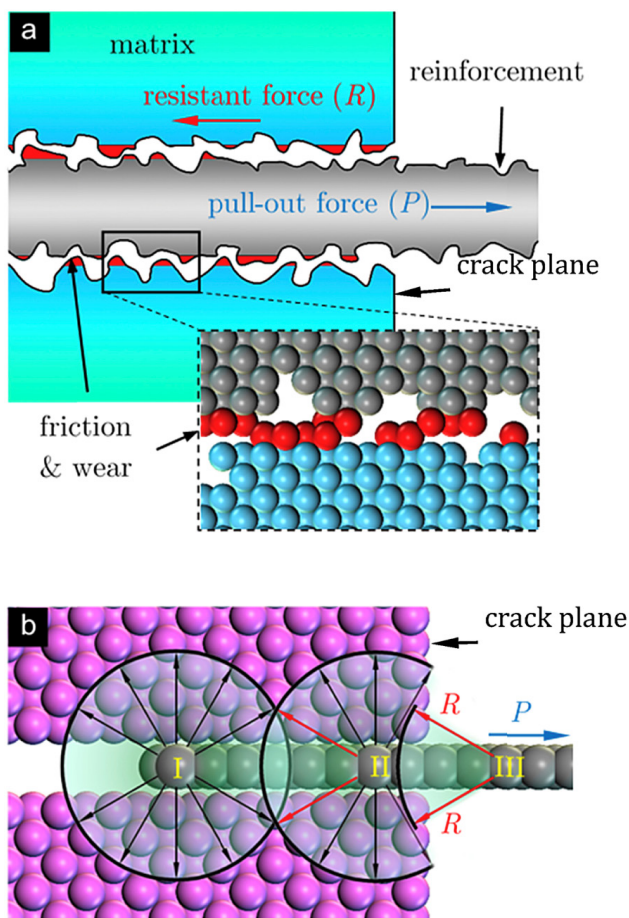 a
matrix
reinforcement
resistant force (R)
pull-out force (P)
crack plane
friction
& wear
b
crack plane
R
P
I
II
III
R